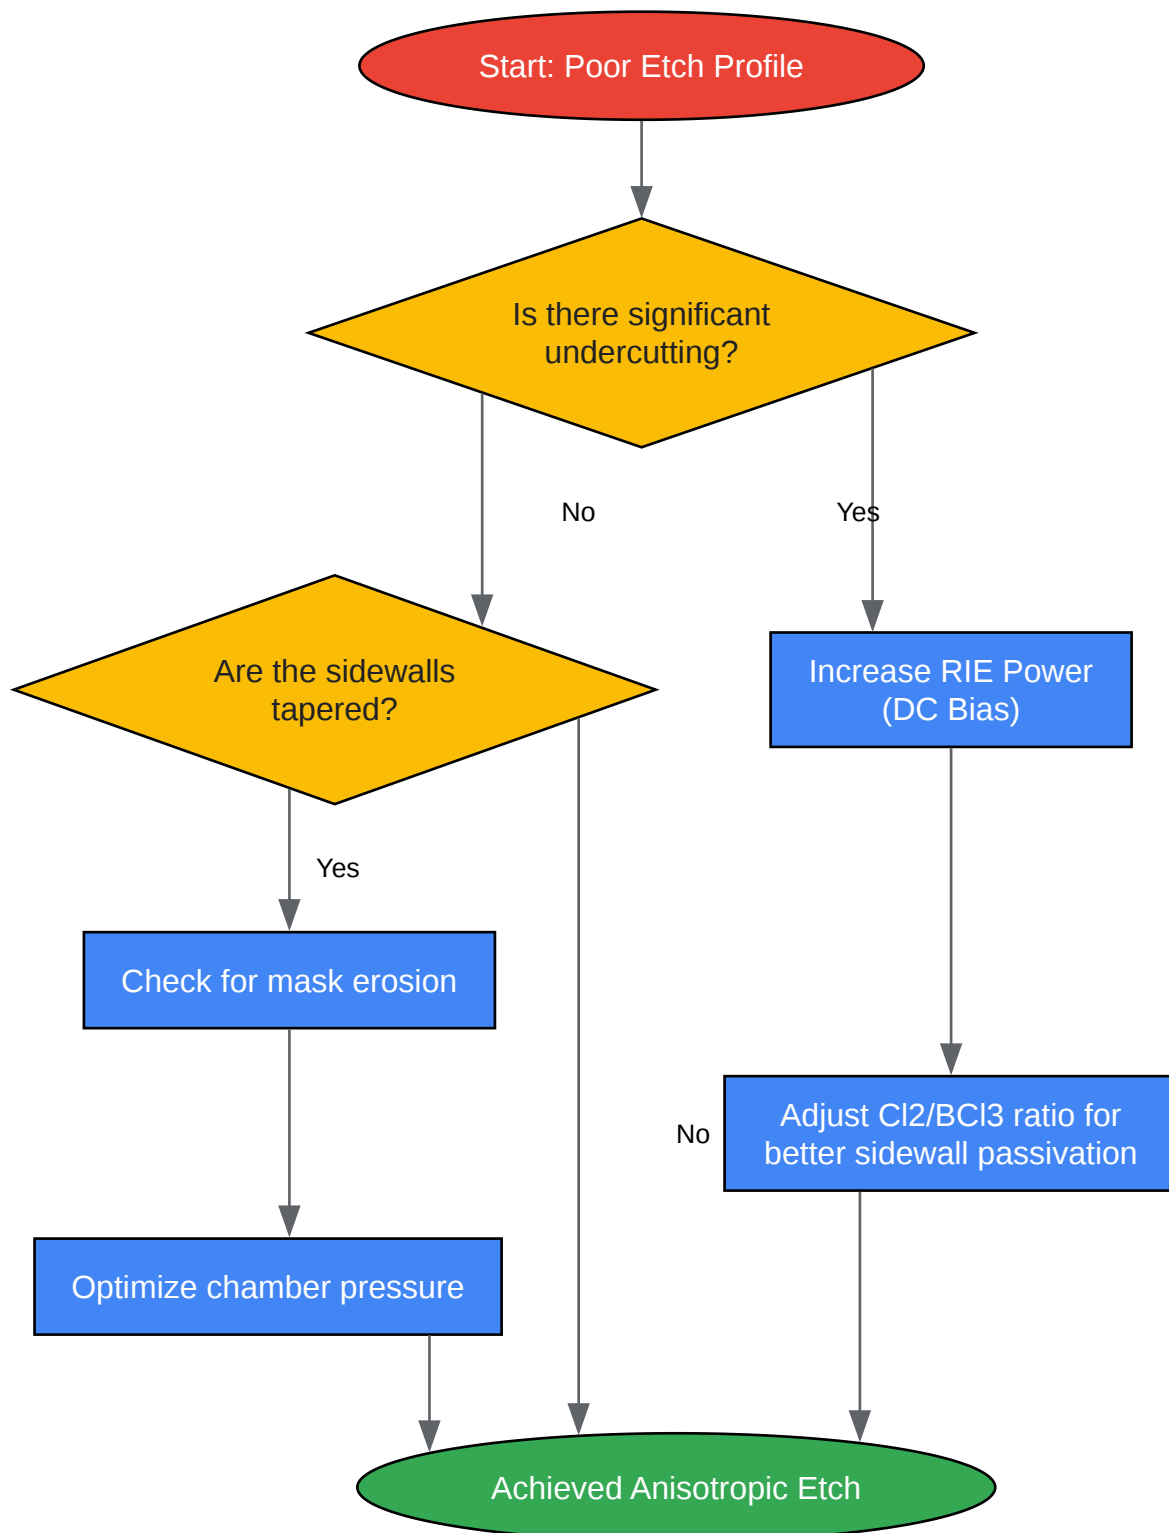 Start: Poor Etch Profile
Is there significant
undercutting?
No
Yes
Are the sidewalls
tapered?
Increase RIE Power
(DC Bias)
Yes
Check for mask erosion
Adjust Cl2/BCl3 ratio for
better sidewall passivation
No
Optimize chamber pressure
Achieved Anisotropic Etch